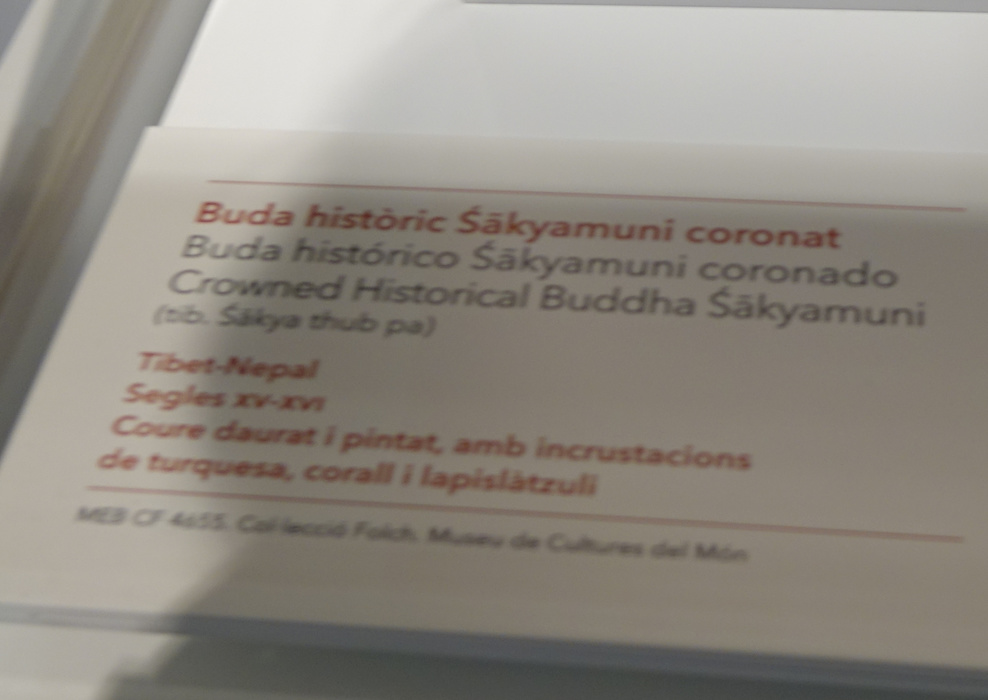 Buda històric Śākyamuni coronat
Buda histórico Śākyamuni coronado
Crowned Historical Buddha Śākyamuni
(tib. Śākya thub pa)
Tibet-Nepal
Segles XV-XVI
Coure daurat i pintat, amb incrustacions
de turquesa, corall i lapislàtzuli
MEB CF 4655. Col·lecció Folch. Museu de Cultures del Món